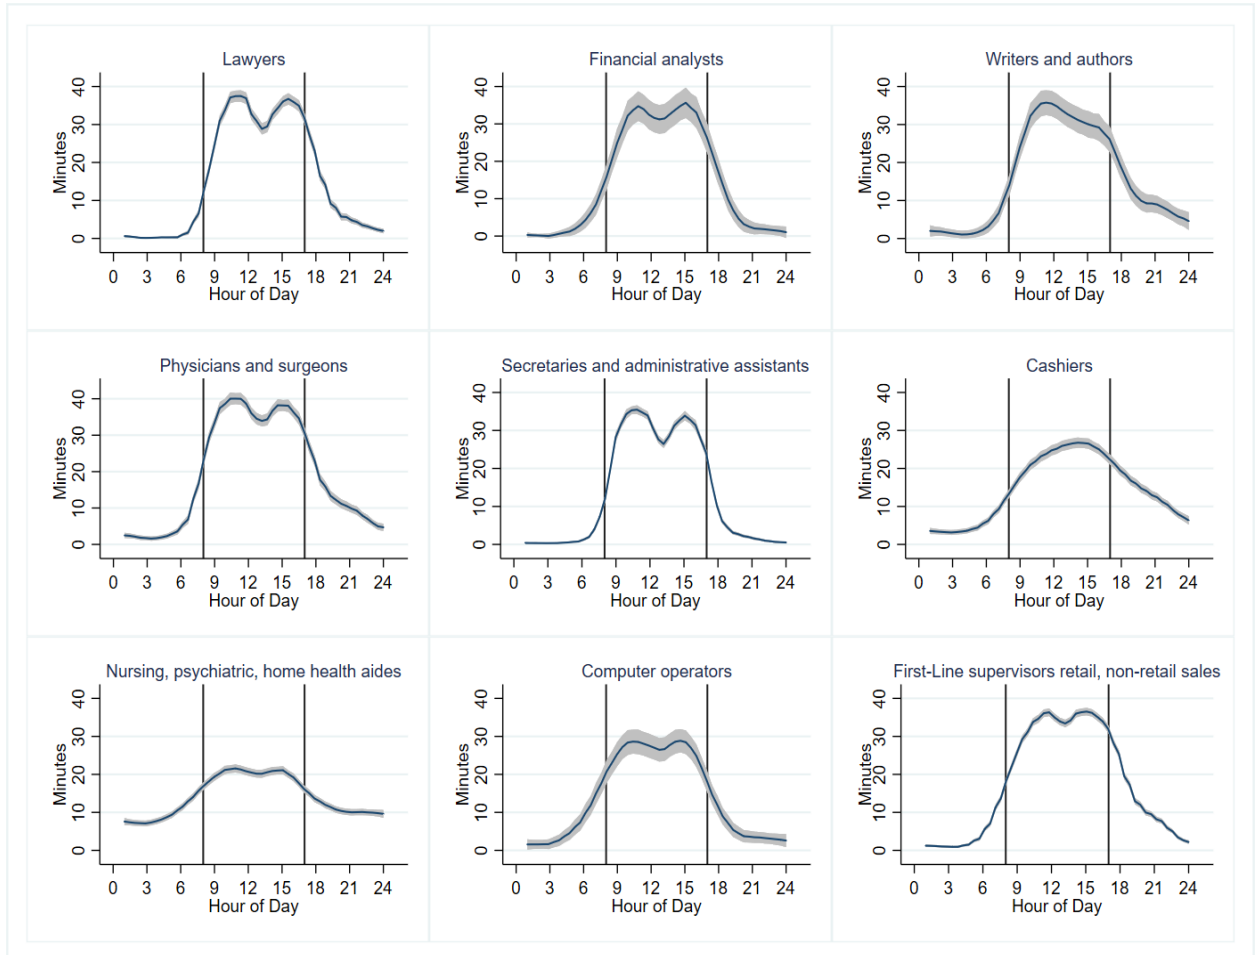 Lawyers
Minutes
0 10 20 30 40
0 3 6 9 12 15 18 21 24
Hour of Day
Financial analysts
Minutes
0 10 20 30 40
0 3 6 9 12 15 18 21 24
Hour of Day
Writers and authors
Minutes
0 10 20 30 40
0 3 6 9 12 15 18 21 24
Hour of Day
Physicians and surgeons
Minutes
0 10 20 30 40
0 3 6 9 12 15 18 21 24
Hour of Day
Secretaries and administrative assistants
Minutes
0 10 20 30 40
0 3 6 9 12 15 18 21 24
Hour of Day
Cashiers
Minutes
0 10 20 30 40
0 3 6 9 12 15 18 21 24
Hour of Day
Nursing, psychiatric, home health aides
Minutes
0 10 20 30 40
0 3 6 9 12 15 18 21 24
Hour of Day
Computer operators
Minutes
0 10 20 30 40
0 3 6 9 12 15 18 21 24
Hour of Day
First-Line supervisors retail, non-retail sales
Minutes
0 10 20 30 40
0 3 6 9 12 15 18 21 24
Hour of Day